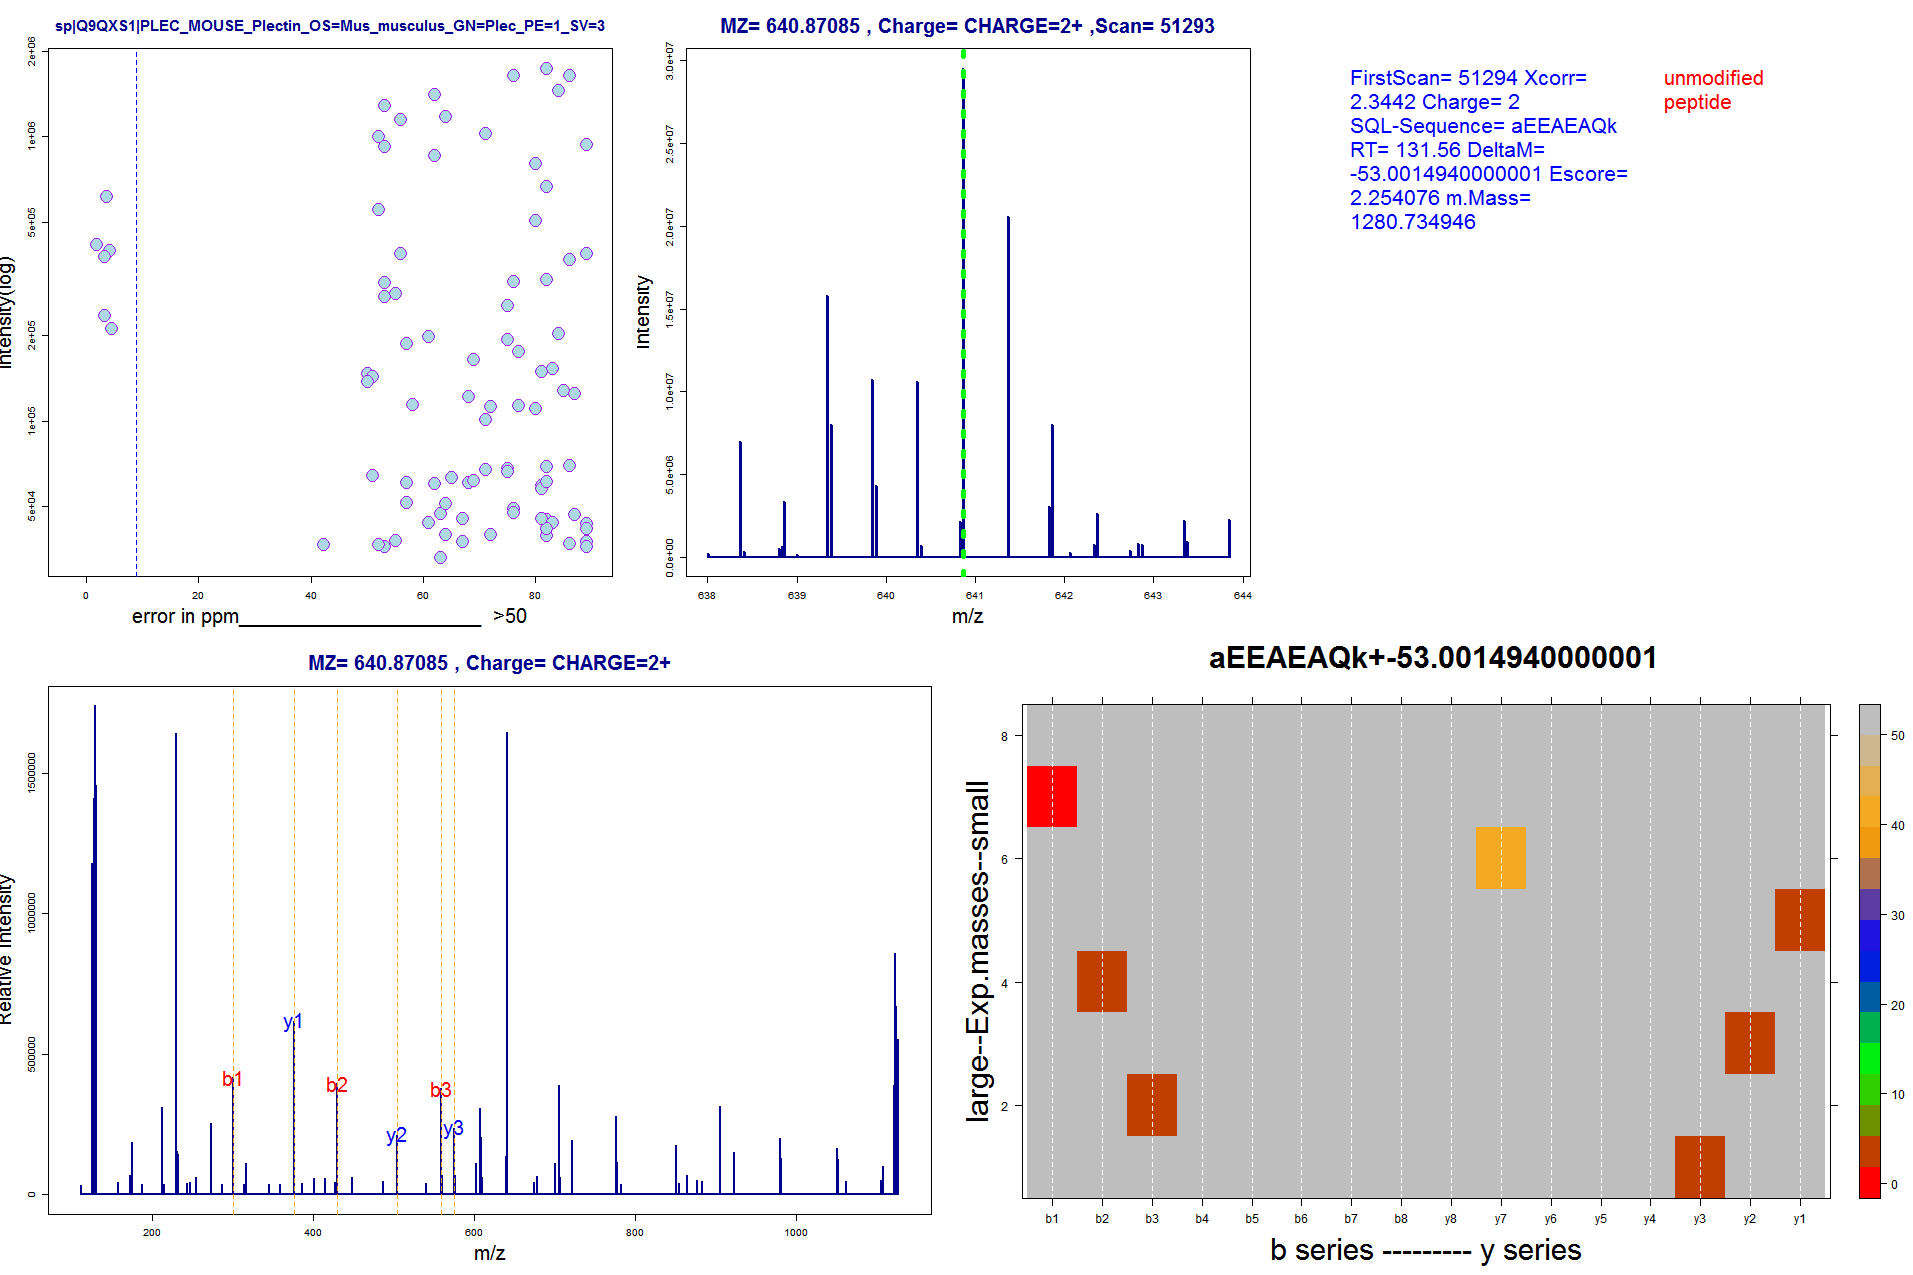 sp|Q9QXS1|PLEC_MOUSE_Plectin_OS=Mus_musculus_GN=Plec_PE=1_SV=3
Intensity(log)
2e+06
1e+06
5e+05
2e+05
1e+05
5e+04
0 20 40 60 80
error in ppm________________________ >50
MZ= 640.87085 , Charge= CHARGE=2+ ,Scan= 51293
Intensity
3.0e+07
2.5e+07
2.0e+07
1.5e+07
1.0e+07
5.0e+06
0.0e+00
638 639 640 641 642 643 644
m/z
FirstScan= 51294 Xcorr=
2.3442 Charge= 2
SQL-Sequence= aEEAEAQk
RT= 131.56 DeltaM=
-53.0014940000001 Escore=
2.254076 m.Mass=
1280.734946
unmodified
peptide
MZ= 640.87085 , Charge= CHARGE=2+
Relative Intensity
1500000
1000000
500000
0
y1
b1
b2
b3
y2
y3
200 400 600 800 1000
m/z
aEEAEAQk+-53.0014940000001
large--Exp.masses--small
8
6
4
2
b1 b2 b3 b4 b5 b6 b7 b8 y8 y7 y6 y5 y4 y3 y2 y1
b series --------- y series
50
40
30
20
10
0